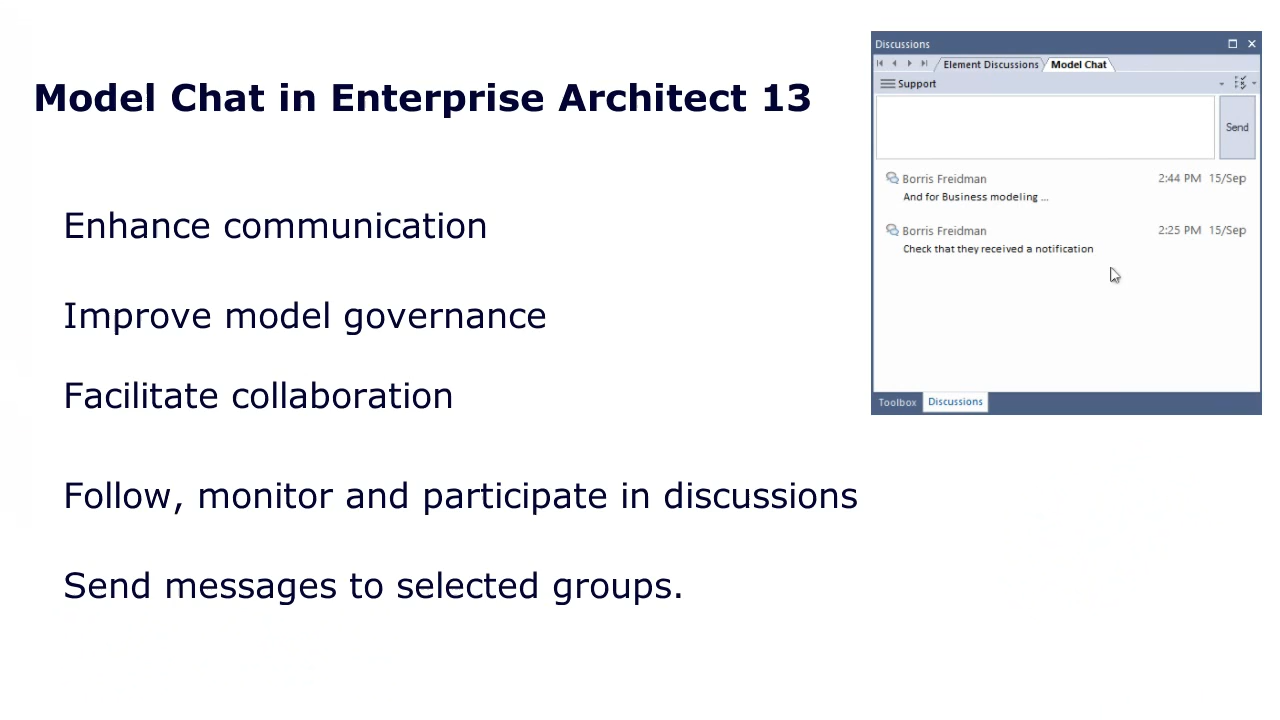 Model Chat in Enterprise Architect 13
Enhance communication
Improve model governance
Facilitate collaboration
Follow, monitor and participate in discussions
Send messages to selected groups.
Discussions
Element Discussions Model Chat
Support
Send
Borris Freidman 2:44 PM 15/Sep
And for Business modeling ...
Borris Freidman 2:25 PM 15/Sep
Check that they received a notification
Toolbox Discussions